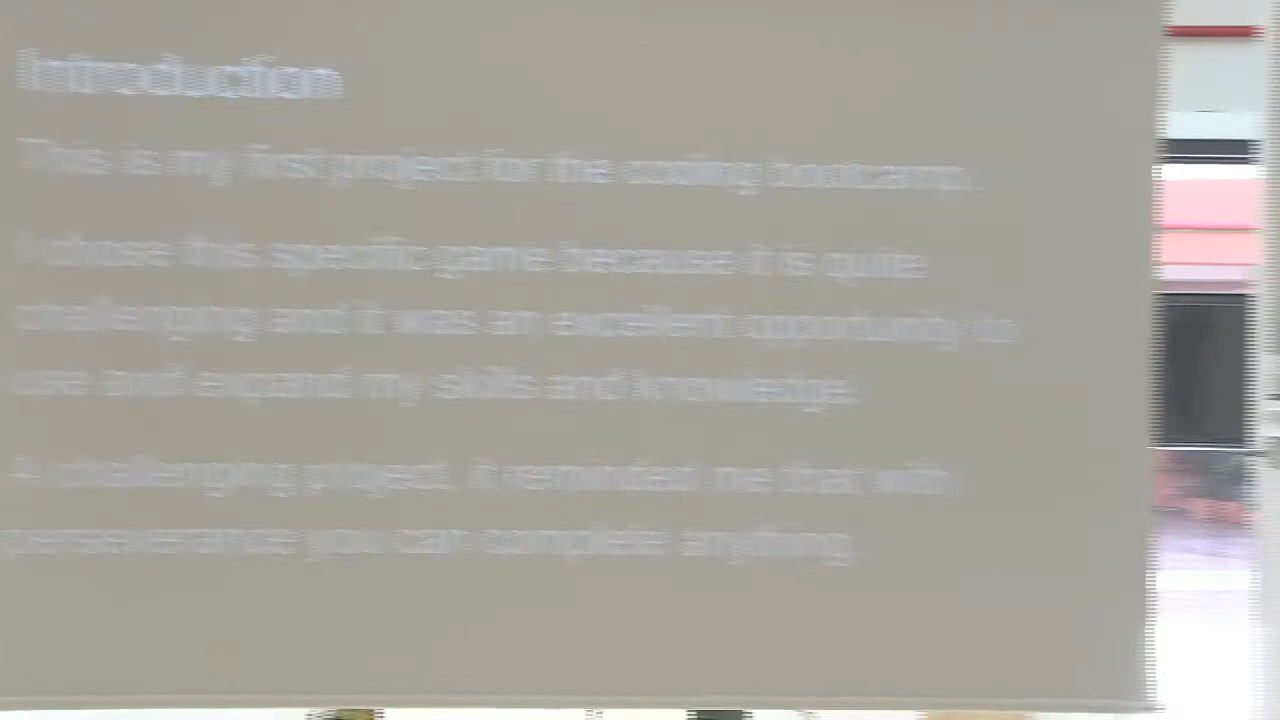 Introduction
This is my first project for the coding bootcamp.
I chose this specific game because it is quite
challenging and it was an excellent opportunity to
use and expand my skills and knowledge.
A challenging project. It reminded me that with
perseverance you can complete anything.